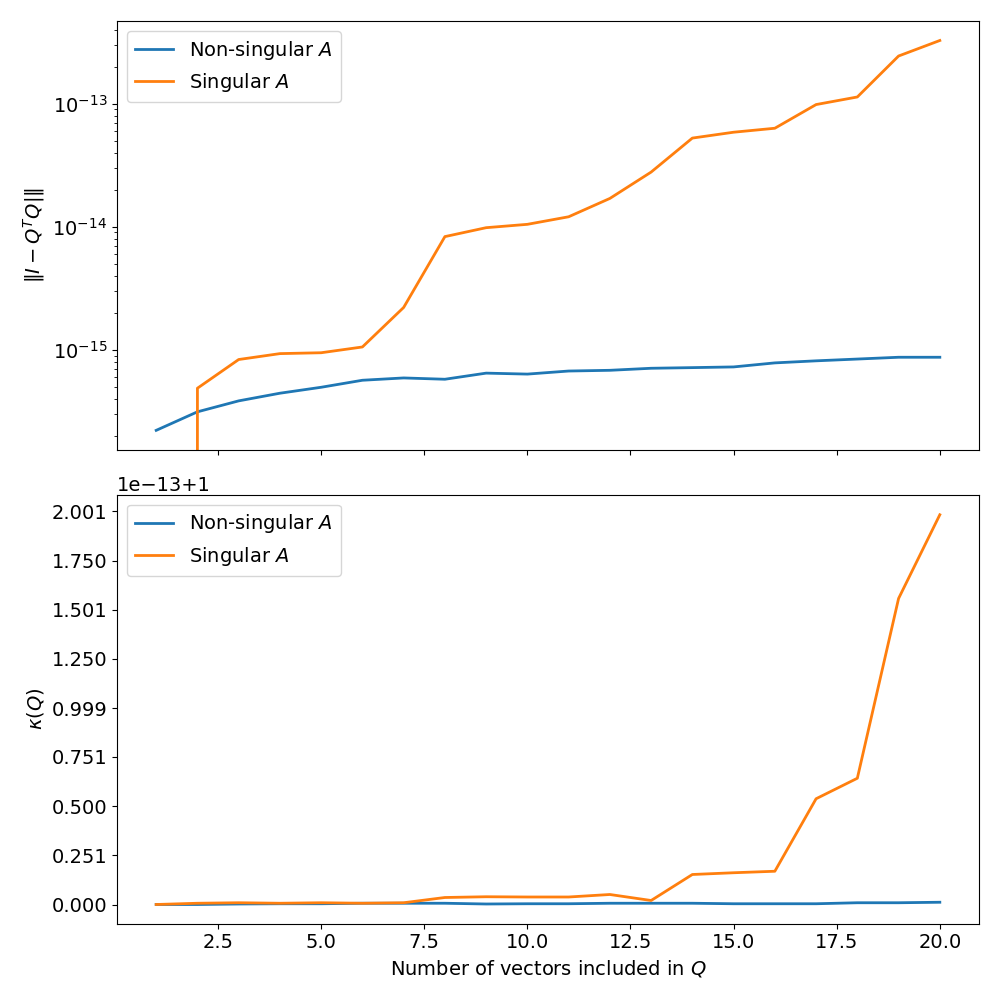 Non-singular A
Singular A
10⁻¹³
10⁻¹⁴
10⁻¹⁵
‖I − QᵀQ|‖
1e−13+1
Non-singular A
Singular A
2.001
1.750
1.501
1.250
0.999
0.751
0.500
0.251
0.000
κ(Q)
2.5 5.0 7.5 10.0 12.5 15.0 17.5 20.0
Number of vectors included in Q